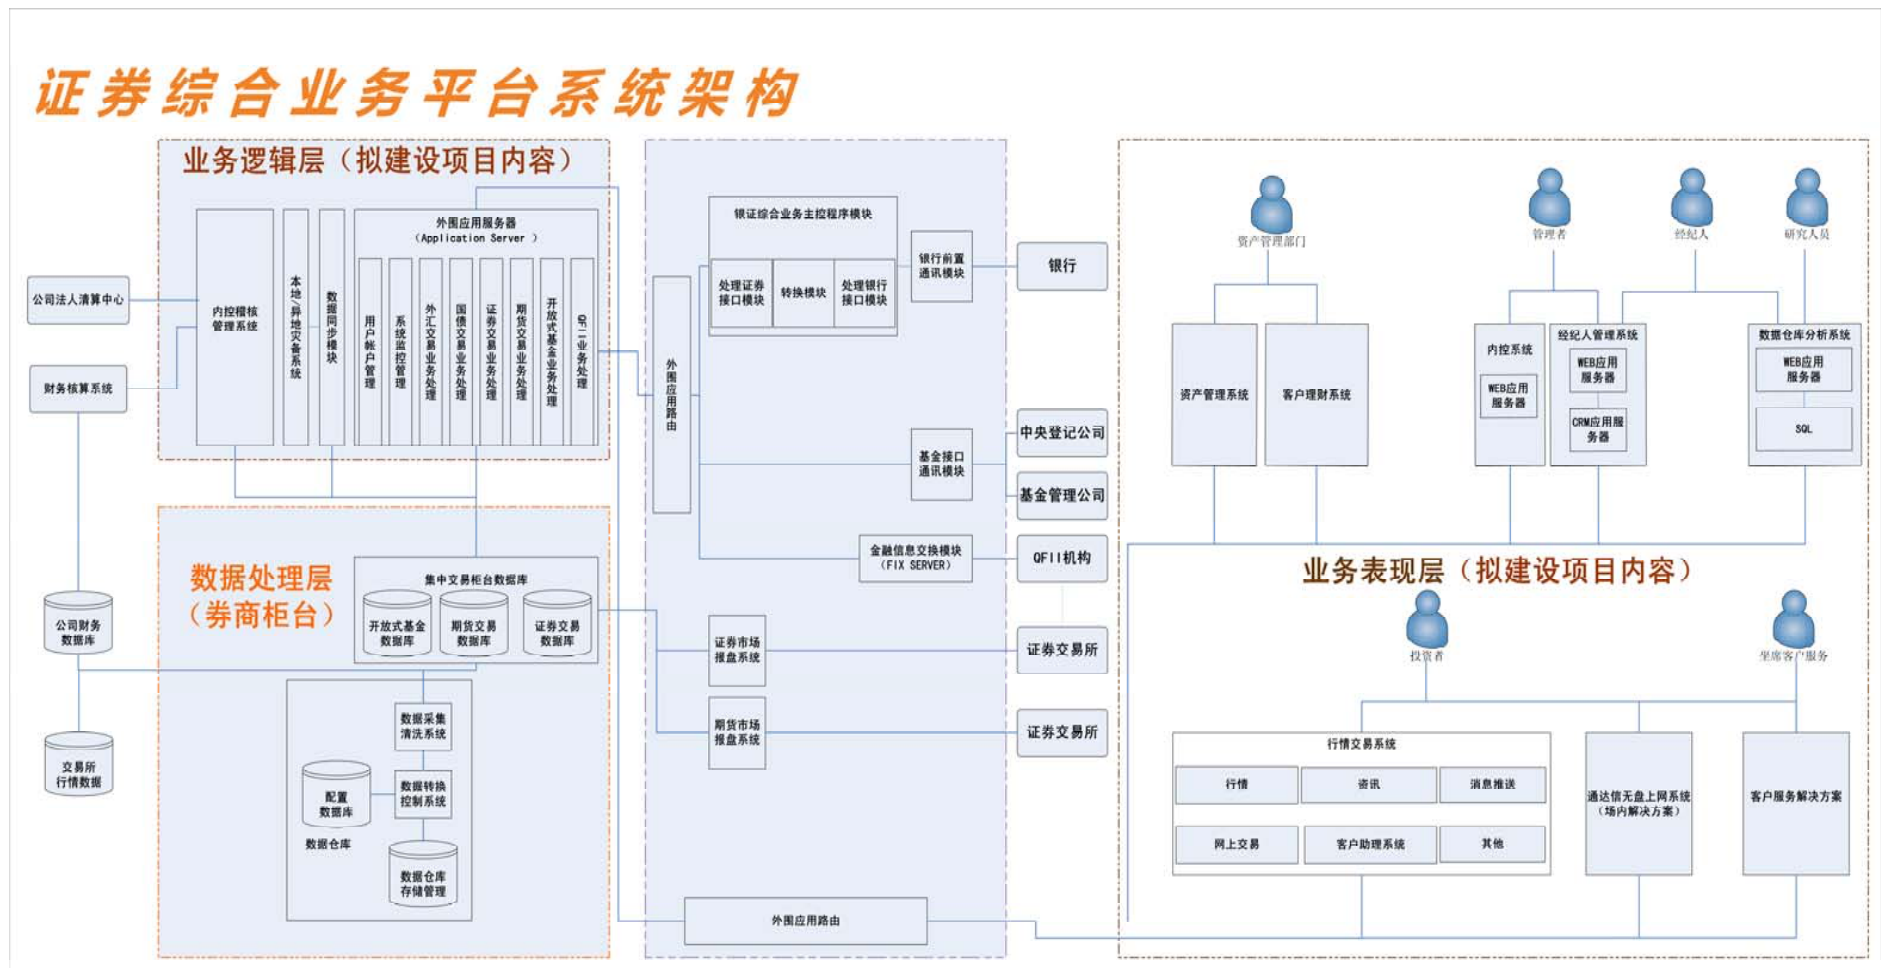 证券综合业务平台系统架构
业务逻辑层（拟建设项目内容）
公司法人清算中心
财务核算系统
公司财务
数据库
交易所
行情数据
内控稽核
管理系统
本地/异地灾备系统
数据同步模块
外围应用服务器
（Application Server ）
用户帐户管理
系统监控管理
外汇交易业务处理
国债交易业务处理
证券交易业务处理
期货交易业务处理
开放式基金业务处理
QF二业务处理
数据处理层
（券商柜台）
集中交易柜台数据库
开放式基金
数据库
期货交易
数据库
证券交易
数据库
数据采集
清洗系统
配置
数据库
数据转换
控制系统
数据仓库
数据仓库
存储管理
外围应用路由
银证综合业务主控程序模块
处理证券
接口模块
转换模块
处理银行
接口模块
银行前置
通讯模块
基金接口
通讯模块
金融信息交换模块
（FIX SERVER）
证券市场
报盘系统
期货市场
报盘系统
外围应用路由
银行
中央登记公司
基金管理公司
QFII机构
证券交易所
证券交易所
资产管理部门
管理者
经纪人
研究人员
资产管理系统
客户理财系统
内控系统
WEB应用
服务器
经纪人管理系统
WEB应用
服务器
CRM应用服
务器
数据仓库分析系统
WEB应用
服务器
SQL
业务表现层（拟建设项目内容）
投资者
坐席客户服务
行情交易系统
行情
资讯
消息推送
网上交易
客户助理系统
其他
通达信无盘上网系统
（场内解决方案）
客户服务解决方案